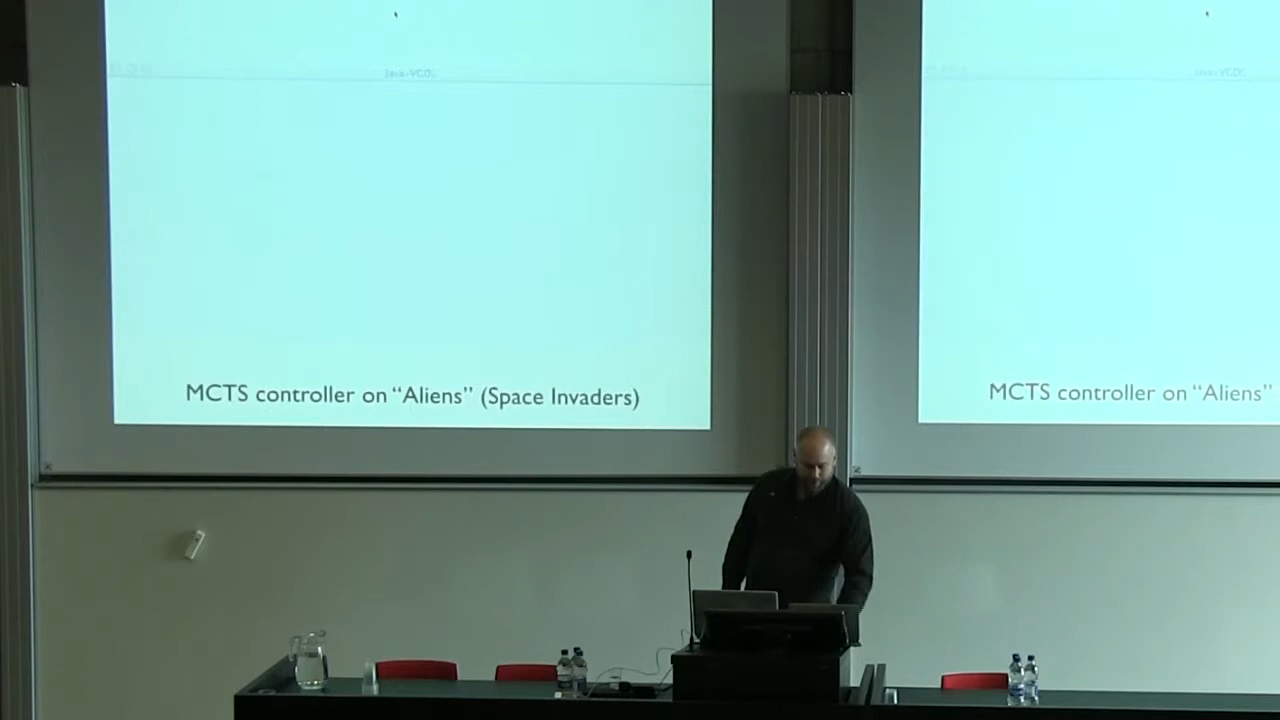 MCTS controller on “Aliens” (Space Invaders)
MCTS controller on “Aliens”